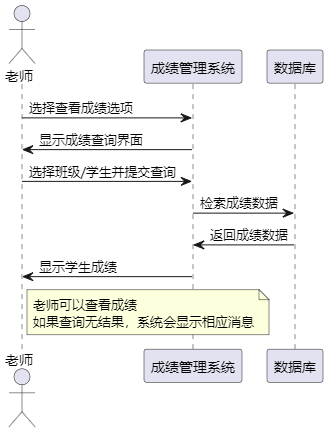 老师
成绩管理系统
数据库
选择查看成绩选项
显示成绩查询界面
选择班级/学生并提交查询
检索成绩数据
返回成绩数据
显示学生成绩
老师可以查看成绩
如果查询无结果，系统会显示相应消息
老师
成绩管理系统
数据库